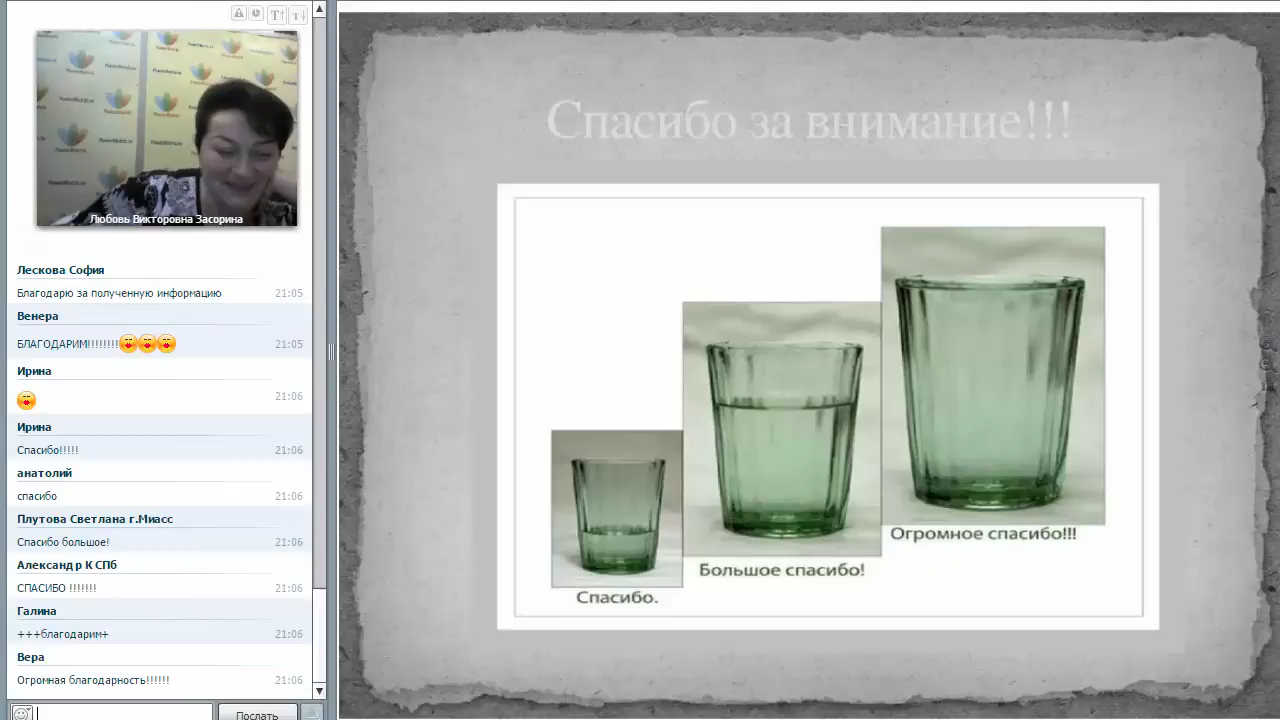 Любовь Викторовна Засорина
Лескова София
Благодарю за полученную информацию 21:05
Венера
БЛАГОДАРИМ!!!!!!!! 21:05
Ирина
21:06
Ирина
Спасибо!!!!! 21:06
анатолий
спасибо 21:06
Плутова Светлана г.Миасс
Спасибо большое! 21:06
Александр К СПб
СПАСИБО !!!!!!! 21:06
Галина
+++благодарим+ 21:06
Вера
Огромная благодарность!!!!!! 21:06
Послать
Спасибо за внимание!!!
Спасибо.
Большое спасибо!
Огромное спасибо!!!